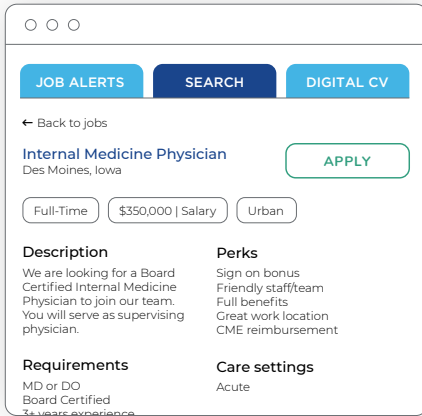 JOB ALERTS
SEARCH
DIGITAL CV
← Back to jobs
Internal Medicine Physician
Des Moines, Iowa
APPLY
Full-Time
$350,000 | Salary
Urban
Description
We are looking for a Board
Certified Internal Medicine
Physician to join our team.
You will serve as supervising
physician.
Perks
Sign on bonus
Friendly staff/team
Full benefits
Great work location
CME reimbursement
Requirements
MD or DO
Board Certified
3+ years experience
Care settings
Acute